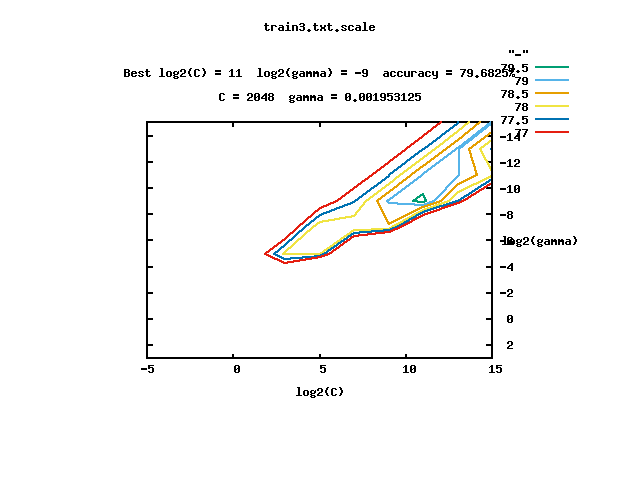 train3.txt.scale
"-"
Best log2(C) = 11  log2(gamma) = -9  accuracy = 79.6825%
79.5
79
C = 2048  gamma = 0.001953125
78.5
78
77.5
77
-14
-12
-10
-8
-6
log2(gamma)
-4
-2
0
2
-5 0 5 10 15
log2(C)